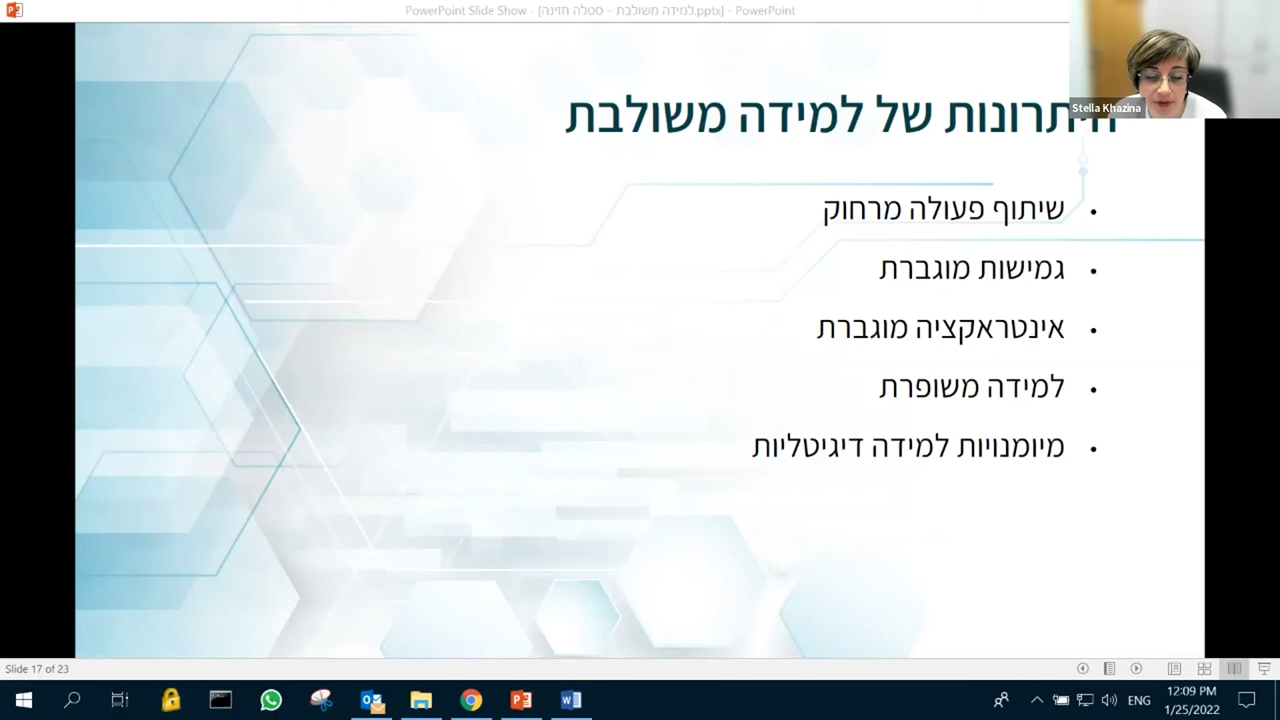 PowerPoint Slide Show - [למידה משולבת – סטלה חזינה.pptx] - PowerPoint
Stella Khazina
של למידה משולבת
• שיתוף פעולה מרחוק
• גמישות מוגברת
• אינטראקציה מוגברת
• למידה משופרת
• מיומנויות למידה דיגיטליות
Slide 17 of 23
ENG
12:09 PM
1/25/2022